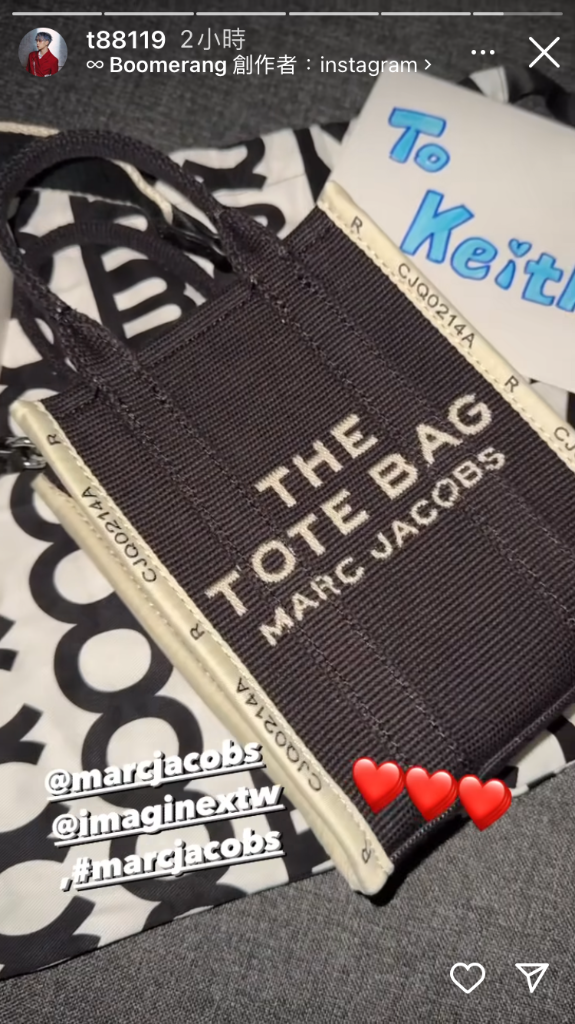 t88119 2小時
∞ Boomerang 創作者：instagram >
To
Keith
R
CJQ0214A
R
CJ
THE
TOTE BAG
MARC JACOBS
R
CJQ0214A
R
CJQ0214A
R
@marcjacobs
@imaginextw
,#marcjacobs